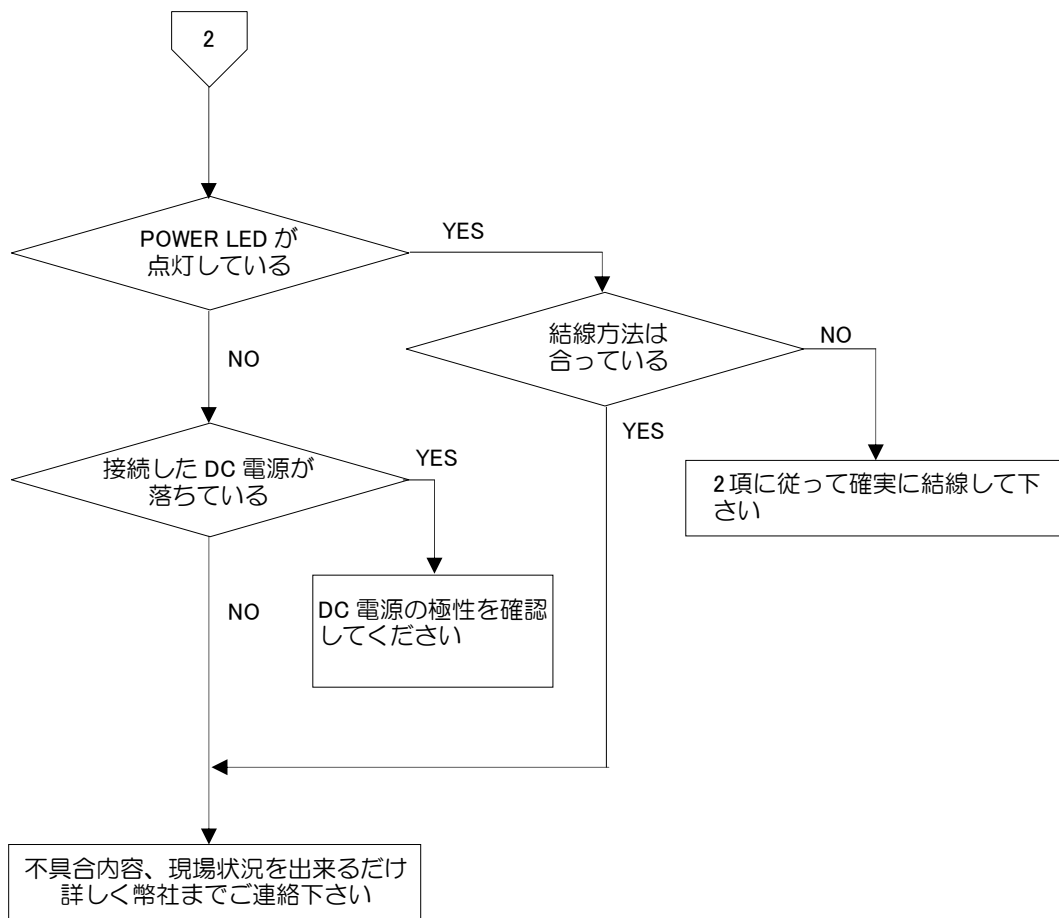 2
POWER LED が
点灯している
YES
結線方法は
合っている
NO
NO
YES
接続した DC 電源が
落ちている
YES
2 項に従って確実に結線して下
さい
DC 電源の極性を確認
してください
NO
不具合内容、現場状況を出来るだけ
詳しく幣社までご連絡下さい